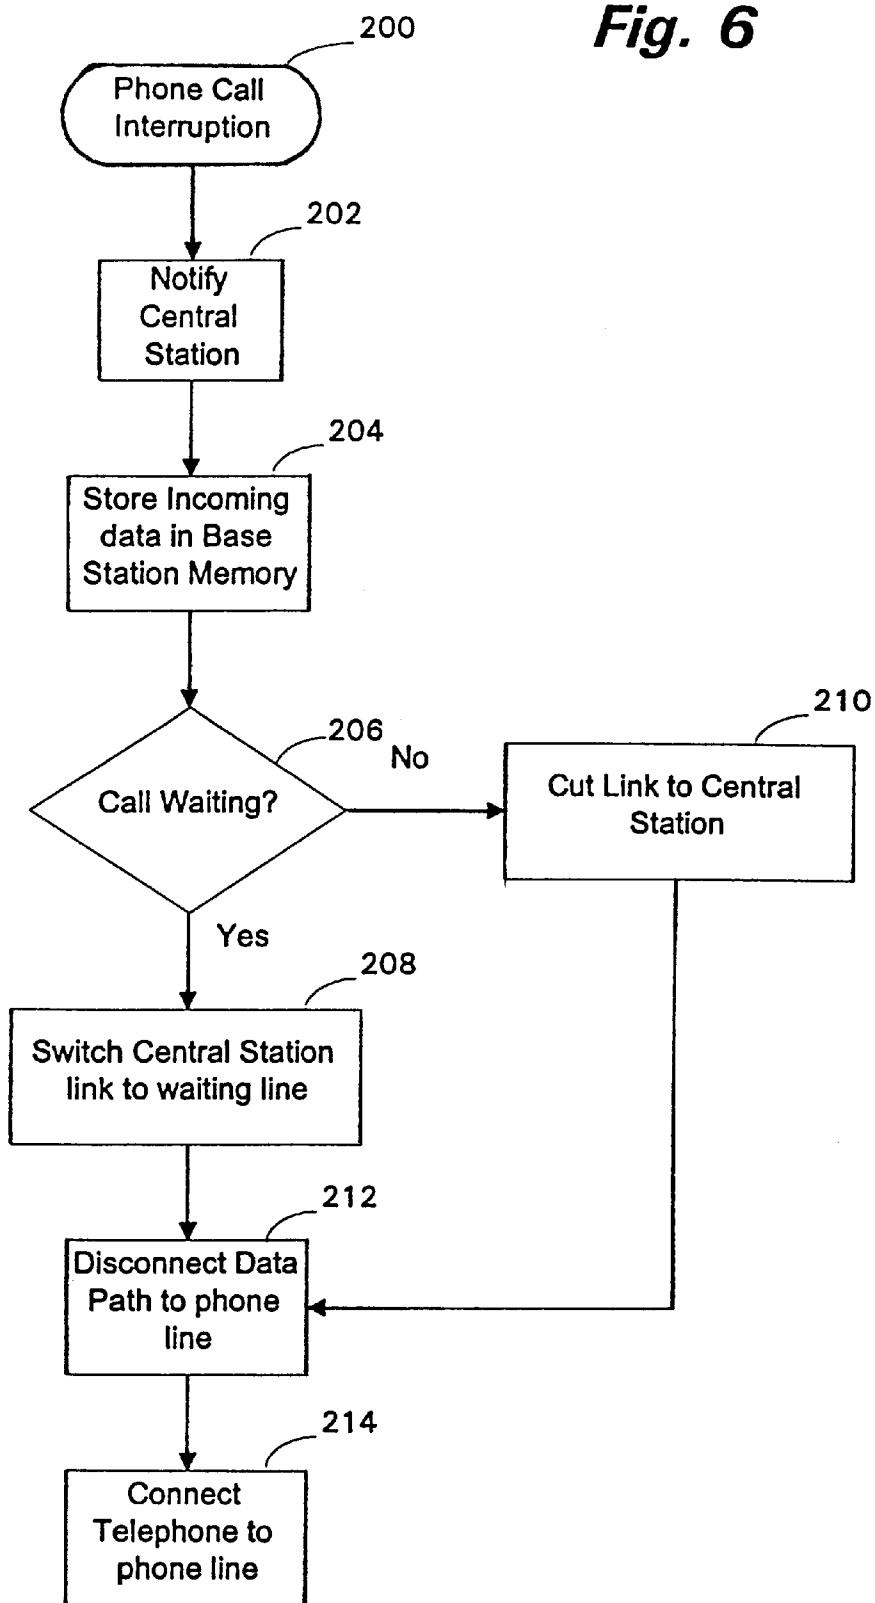 Fig. 6
200
Phone Call
Interruption
202
Notify
Central
Station
204
Store Incoming
data in Base
Station Memory
206
Call Waiting?
No
210
Cut Link to Central
Station
Yes
208
Switch Central Station
link to waiting line
212
Disconnect Data
Path to phone
line
214
Connect
Telephone to
phone line